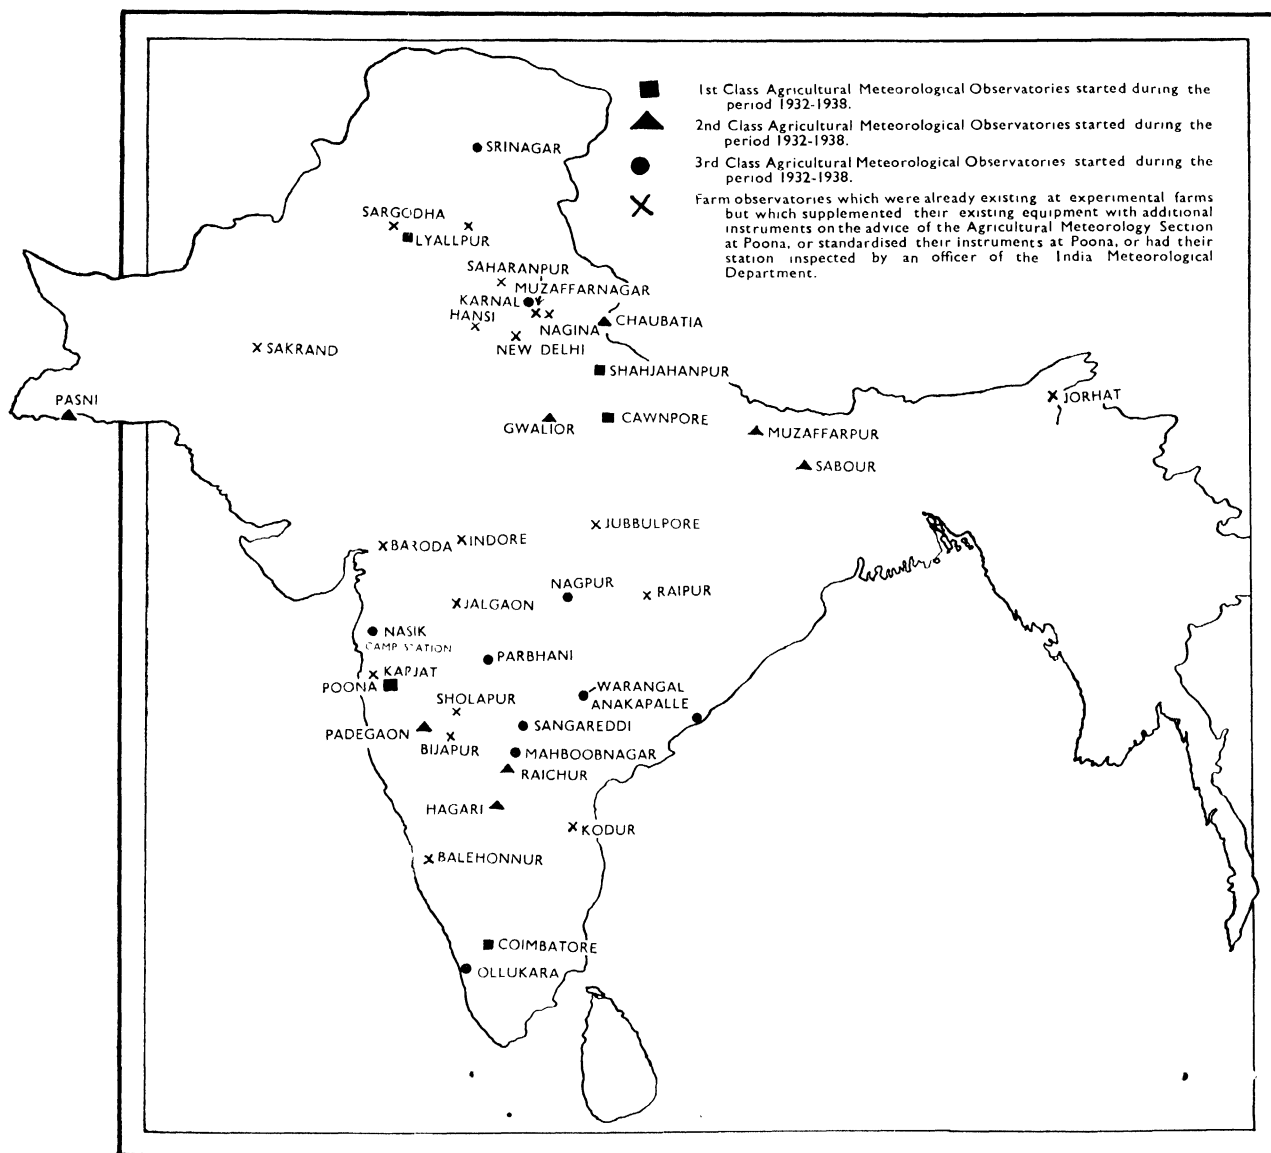 1st Class Agricultural Meteorological Observatories started during the
period 1932-1938.
2nd Class Agricultural Meteorological Observatories started during the
period 1932-1938.
3rd Class Agricultural Meteorological Observatories started during the
period 1932-1938.
Farm observatories which were already existing at experimental farms
but which supplemented their existing equipment with additional
instruments on the advice of the Agricultural Meteorology Section
at Poona, or standardised their instruments at Poona, or had their
station inspected by an officer of the India Meteorological
Department.
SRINAGAR
SARGODHA
LYALLPUR
SAHARANPUR
MUZAFFARNAGAR
KARNAL
HANSI
NAGINA
CHAUBATIA
NEW DELHI
SAKRAND
SHAHJAHANPUR
PASNI
JORHAT
GWALIOR
CAWNPORE
MUZAFFARPUR
SABOUR
JUBBULPORE
BARODA
INDORE
NAGPUR
RAIPUR
JALGAON
NASIK
CAMP STATION
PARBHANI
KARJAT
POONA
WARANGAL
ANAKAPALLE
SHOLAPUR
PADEGAON
SANGAREDDI
BIJAPUR
MAHBOOBNAGAR
RAICHUR
HAGARI
KODUR
BALEHONNUR
COIMBATORE
OLLUKARA